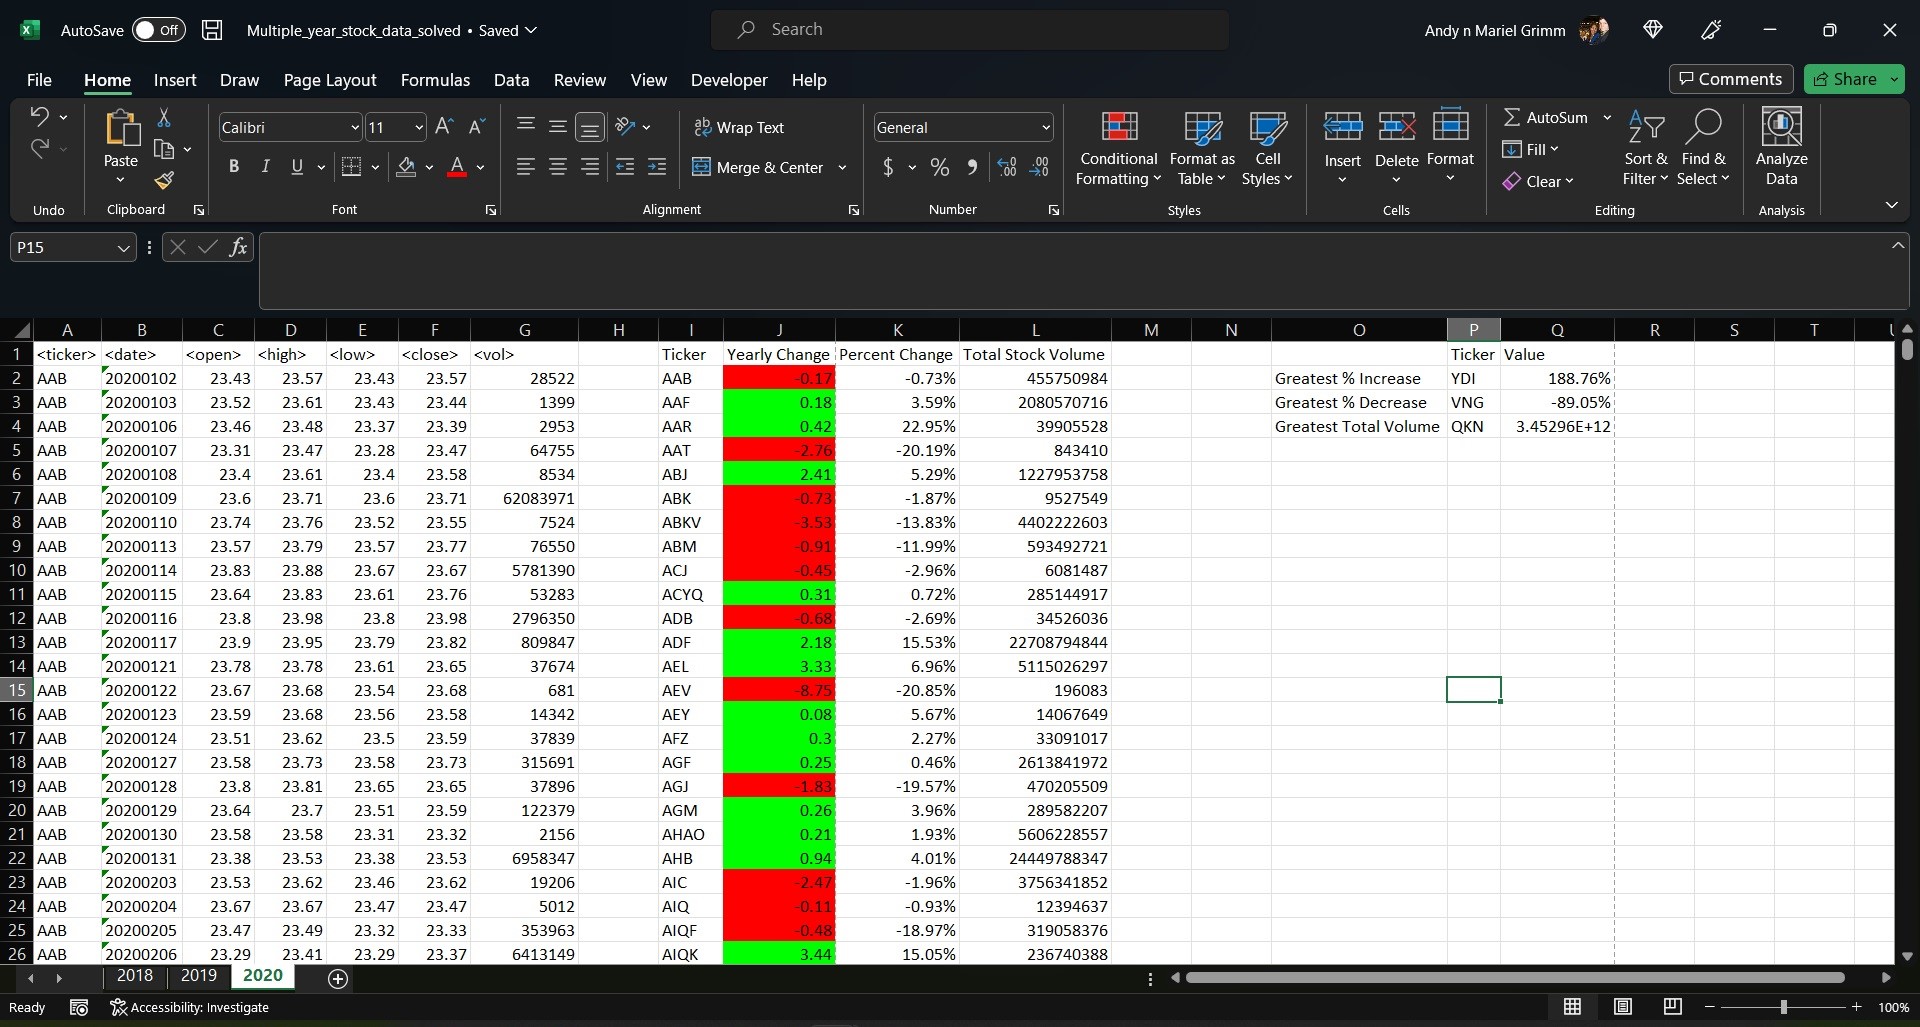 AutoSave Off Multiple_year_stock_data_solved • Saved Search Andy n Mariel Grimm
File Home Insert Draw Page Layout Formulas Data Review View Developer Help Comments Share
Calibri 11 Wrap Text General AutoSum
Paste B I U A Merge & Center $ % , Conditional Formatting Format as Table Cell Styles Insert Delete Format Fill Clear Sort & Filter Find & Select Analyze Data
Undo Clipboard Font Alignment Number Styles Cells Editing Analysis
P15 fx
A B C D E F G H I J K L M N O P Q R S T
1 <ticker> <date> <open> <high> <low> <close> <vol> Ticker Yearly Change Percent Change Total Stock Volume Ticker Value
2 AAB 20200102 23.43 23.57 23.43 23.57 28522 AAB -0.17 -0.73% 455750984 Greatest % Increase YDI 188.76%
3 AAB 20200103 23.52 23.61 23.43 23.44 1399 AAF 0.18 3.59% 2080570716 Greatest % Decrease VNG -89.05%
4 AAB 20200106 23.46 23.48 23.37 23.39 2953 AAR 0.42 22.95% 39905528 Greatest Total Volume QKN 3.45296E+12
5 AAB 20200107 23.31 23.47 23.28 23.47 64755 AAT -2.76 -20.19% 843410
6 AAB 20200108 23.4 23.61 23.4 23.58 8534 ABJ 2.41 5.29% 1227953758
7 AAB 20200109 23.6 23.71 23.6 23.71 62083971 ABK -0.73 -1.87% 9527549
8 AAB 20200110 23.74 23.76 23.52 23.55 7524 ABKV -3.53 -13.83% 4402222603
9 AAB 20200113 23.57 23.79 23.57 23.77 76550 ABM -0.91 -11.99% 593492721
10 AAB 20200114 23.83 23.88 23.67 23.67 5781390 ACJ -0.45 -2.96% 6081487
11 AAB 20200115 23.64 23.83 23.61 23.76 53283 ACYQ 0.31 0.72% 285144917
12 AAB 20200116 23.8 23.98 23.8 23.98 2796350 ADB -0.68 -2.69% 34526036
13 AAB 20200117 23.9 23.95 23.79 23.82 809847 ADF 2.18 15.53% 22708794844
14 AAB 20200121 23.78 23.78 23.61 23.65 37674 AEL 3.33 6.96% 5115026297
15 AAB 20200122 23.67 23.68 23.54 23.68 681 AEV -8.75 -20.85% 196083
16 AAB 20200123 23.59 23.68 23.56 23.58 14342 AEY 0.08 5.67% 14067649
17 AAB 20200124 23.51 23.62 23.5 23.59 37839 AFZ 0.3 2.27% 33091017
18 AAB 20200127 23.58 23.73 23.58 23.73 315691 AGF 0.25 0.46% 2613841972
19 AAB 20200128 23.8 23.81 23.65 23.65 37896 AGJ -1.83 -19.57% 470205509
20 AAB 20200129 23.64 23.7 23.51 23.59 122379 AGM 0.26 3.96% 289582207
21 AAB 20200130 23.58 23.58 23.31 23.32 2156 AHAO 0.21 1.93% 5606228557
22 AAB 20200131 23.38 23.53 23.38 23.53 6958347 AHB 0.94 4.01% 24449788347
23 AAB 20200203 23.53 23.62 23.46 23.62 19206 AIC -2.47 -1.96% 3756341852
24 AAB 20200204 23.67 23.67 23.47 23.47 5012 AIQ -0.11 -0.93% 12394637
25 AAB 20200205 23.47 23.49 23.32 23.33 353963 AIQF -0.48 -18.97% 319058376
26 AAB 20200206 23.29 23.41 23.29 23.37 6413149 AIQK 3.44 15.05% 236740388
2018 2019 2020
Ready Accessibility: Investigate 100%